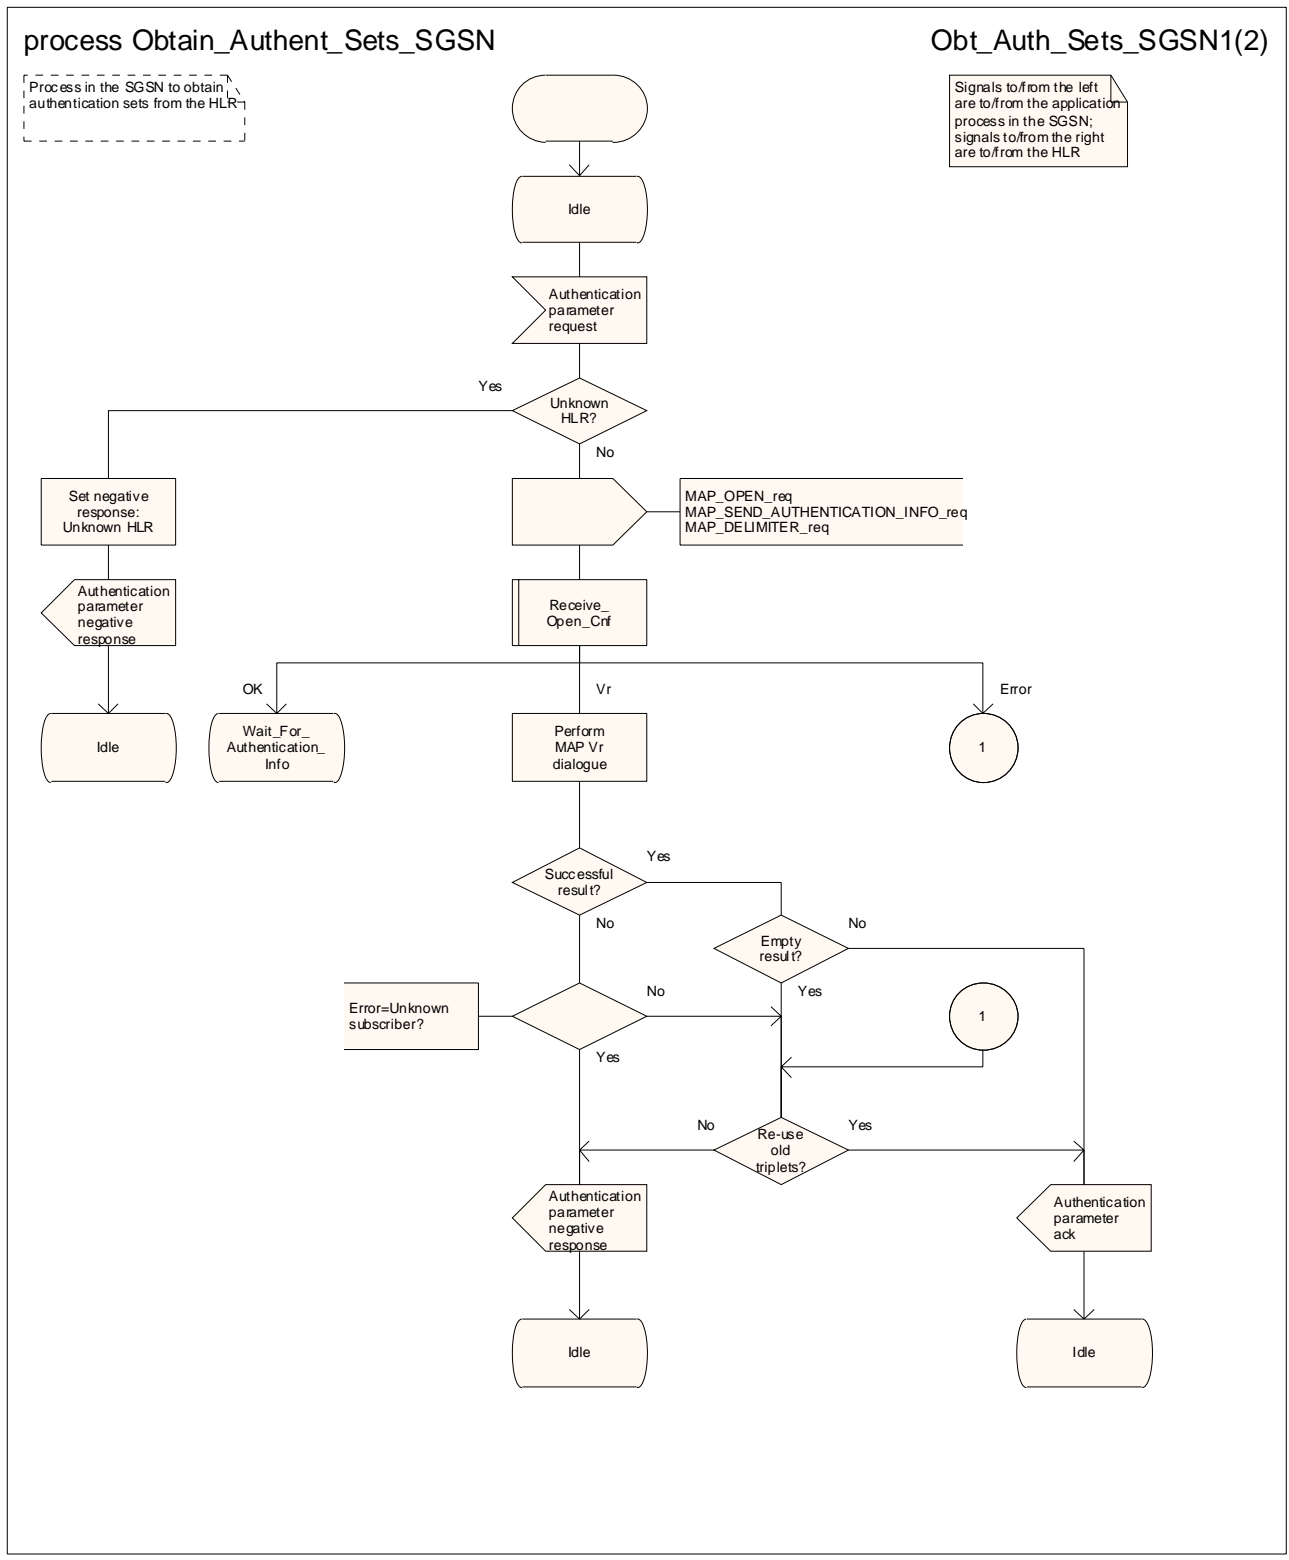 process Obtain_Authent_Sets_SGSN
Obt_Auth_Sets_SGSN1(2)
Process in the SGSN to obtain
authentication sets from the HLR
Signals to/from the left
are to/from the application
process in the SGSN;
signals to/from the right
are to/from the HLR
Idle
Authentication
parameter
request
Yes
Unknown
HLR?
No
Set negative
response:
Unknown HLR
MAP_OPEN_req
MAP_SEND_AUTHENTICATION_INFO_req
MAP_DELIMITER_req
Authentication
parameter
negative
response
Receive_
Open_Cnf
OK
Vr
Error
Idle
Wait_For_
Authentication_
Info
Perform
MAP Vr
dialogue
1
Successful
result?
Yes
No
Empty
result?
No
Yes
Error=Unknown
subscriber?
No
Yes
1
No
Re-use
old
triplets?
Yes
Authentication
parameter
negative
response
Authentication
parameter
ack
Idle
Idle